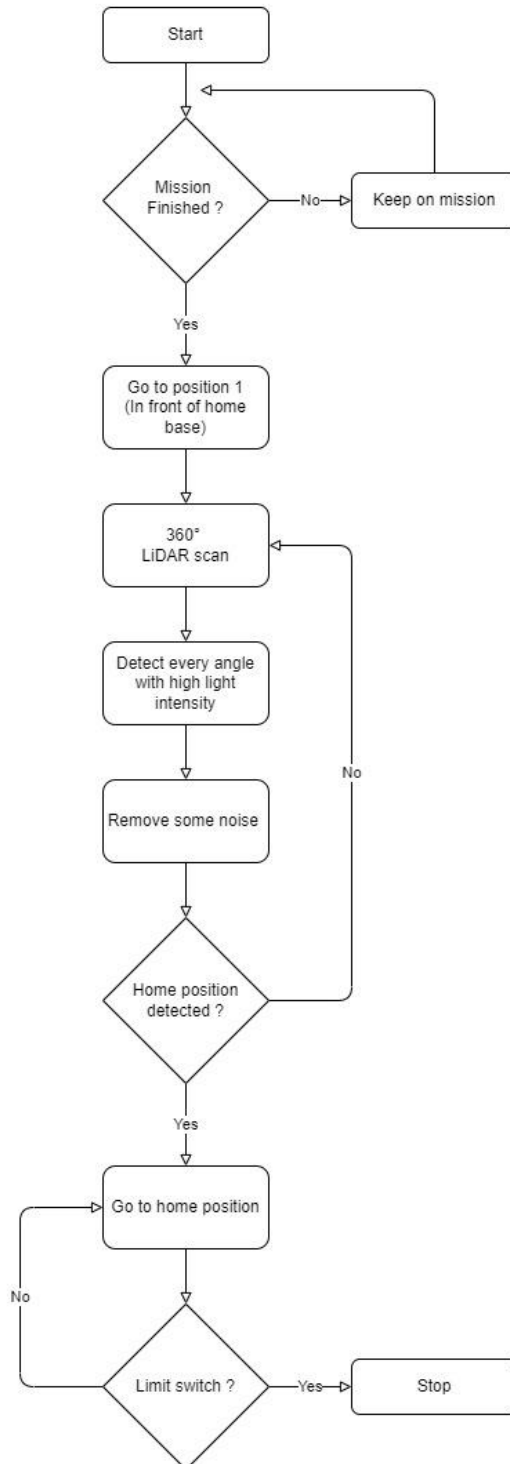 Start
Mission
Finished ?
No
Keep on mission
Yes
Go to position 1
(In front of home
base)
360°
LiDAR scan
Detect every angle
with high light
intensity
No
Remove some noise
Home position
detected ?
Yes
Go to home position
No
Limit switch ?
Yes
Stop